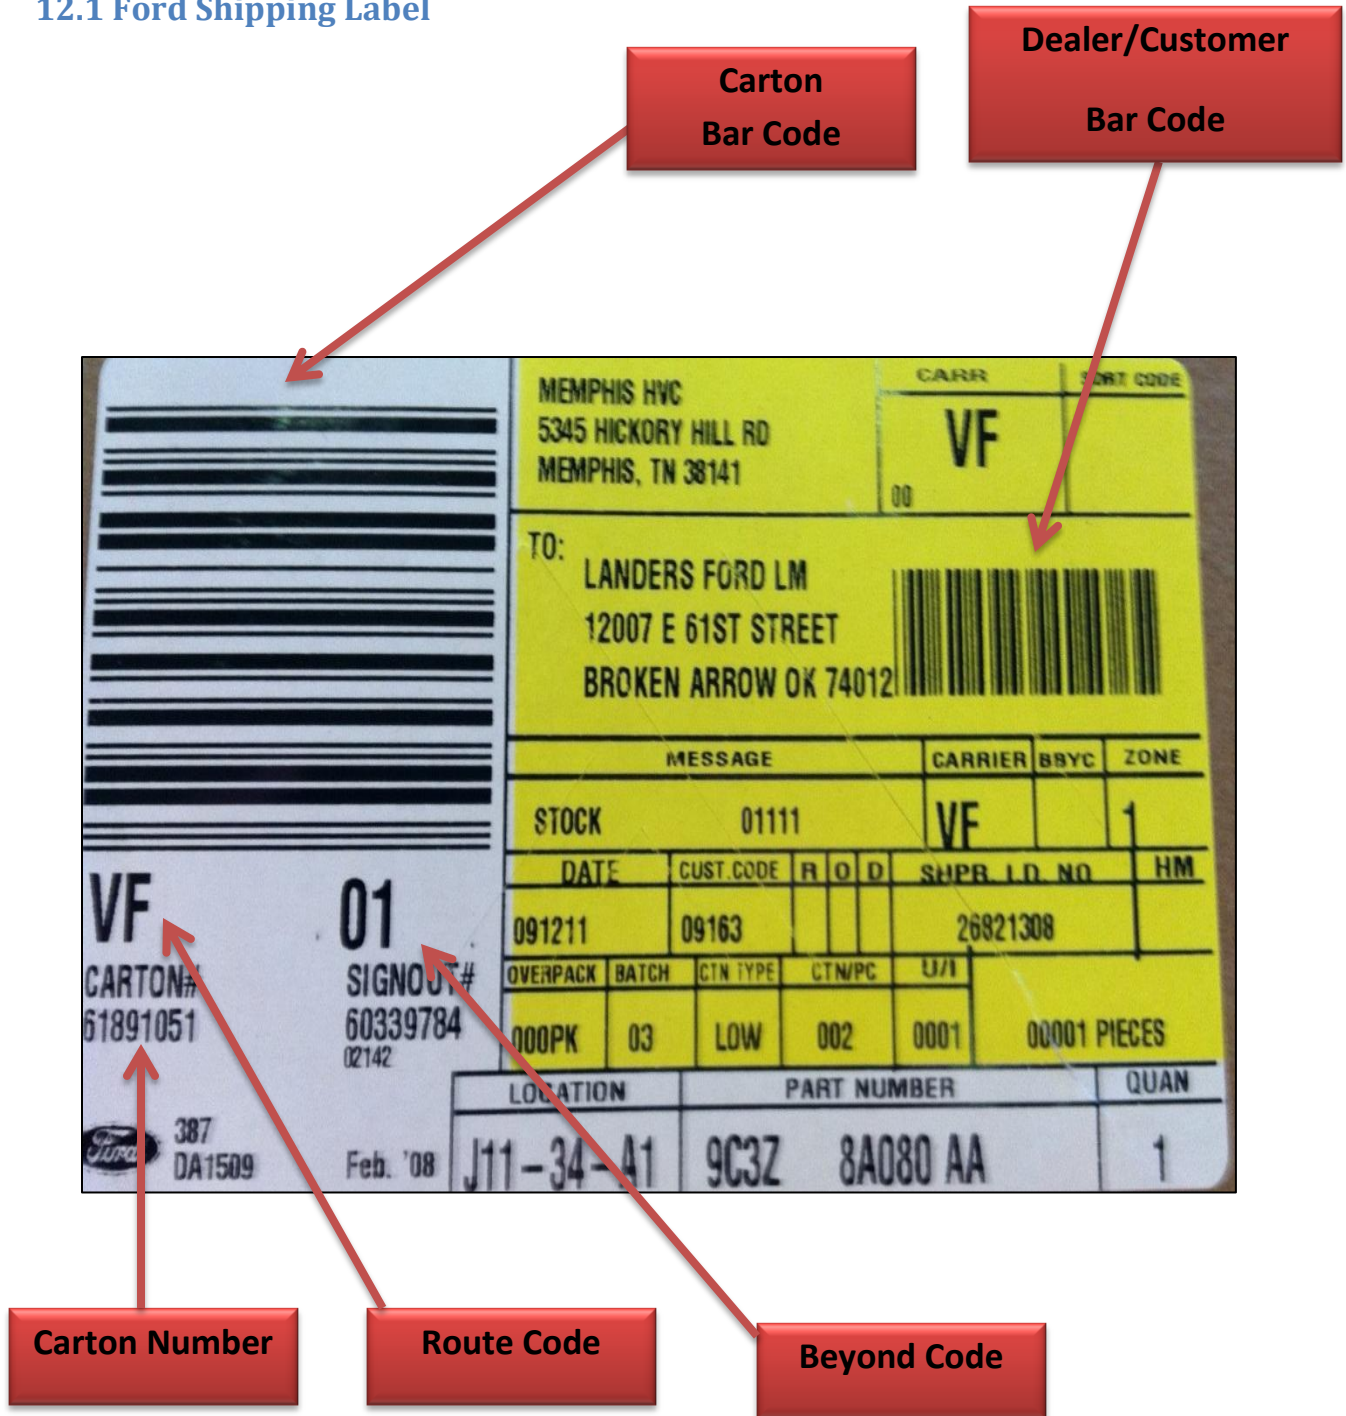 12.1 Ford Shipping Label
Carton
Bar Code
Dealer/Customer
Bar Code
MEMPHIS HVC
5345 HICKORY HILL RD
MEMPHIS, TN 38141
CARR
SORT CODE
VF
00
TO:
LANDERS FORD LM
12007 E 61ST STREET
BROKEN ARROW OK 74012
MESSAGE
CARRIER
BBYC
ZONE
STOCK 01111
VF
1
DATE
CUST.CODE
R O D
SHPR. I.D. NO
HM
091211
09163
26821308
OVERPACK
BATCH
CTN TYPE
CTN/PC
U/I
000PK
03
LOW
002
0001
00001 PIECES
VF
01
CARTON#
61891051
SIGNOUT#
60339784
02142
Ford
387
DA1509
Feb. '08
LOCATION
PART NUMBER
QUAN
J11-34-A1
9C3Z 8A080 AA
1
Carton Number
Route Code
Beyond Code